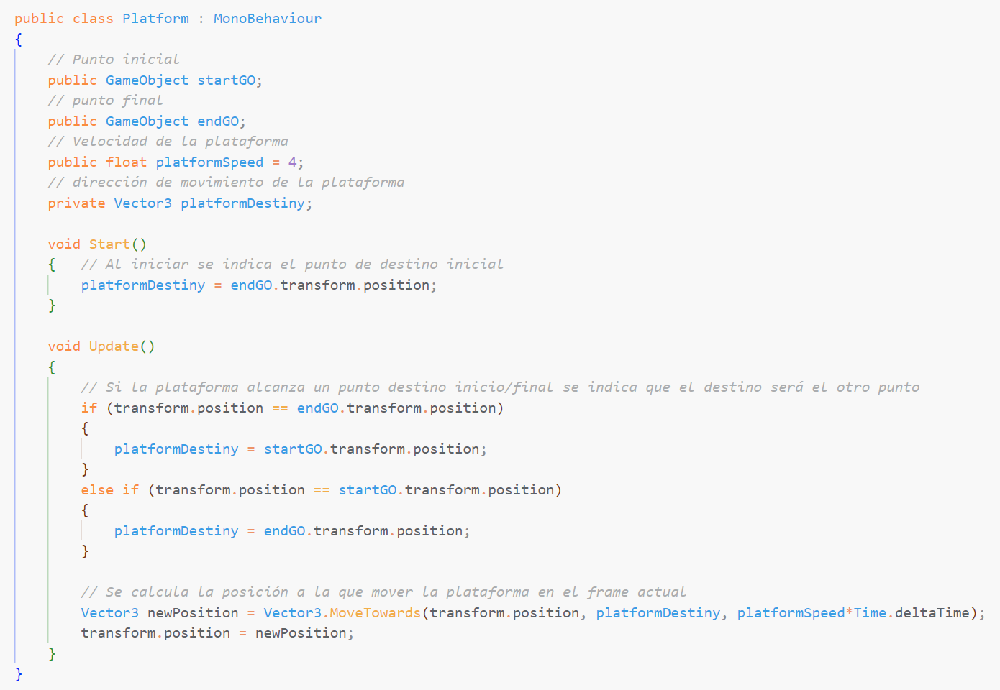 public class Platform : MonoBehaviour
{
    // Punto inicial
    public GameObject startGO;
    // punto final
    public GameObject endGO;
    // Velocidad de la plataforma
    public float platformSpeed = 4;
    // dirección de movimiento de la plataforma
    private Vector3 platformDestiny;

    void Start()
    {   // Al iniciar se indica el punto de destino inicial
        platformDestiny = endGO.transform.position;
    }

    void Update()
    {
        // Si la plataforma alcanza un punto destino inicio/final se indica que el destino será el otro punto
        if (transform.position == endGO.transform.position)
        {
            platformDestiny = startGO.transform.position;
        }
        else if (transform.position == startGO.transform.position)
        {
            platformDestiny = endGO.transform.position;
        }

        // Se calcula la posición a la que mover la plataforma en el frame actual
        Vector3 newPosition = Vector3.MoveTowards(transform.position, platformDestiny, platformSpeed*Time.deltaTime);
        transform.position = newPosition;
    }
}